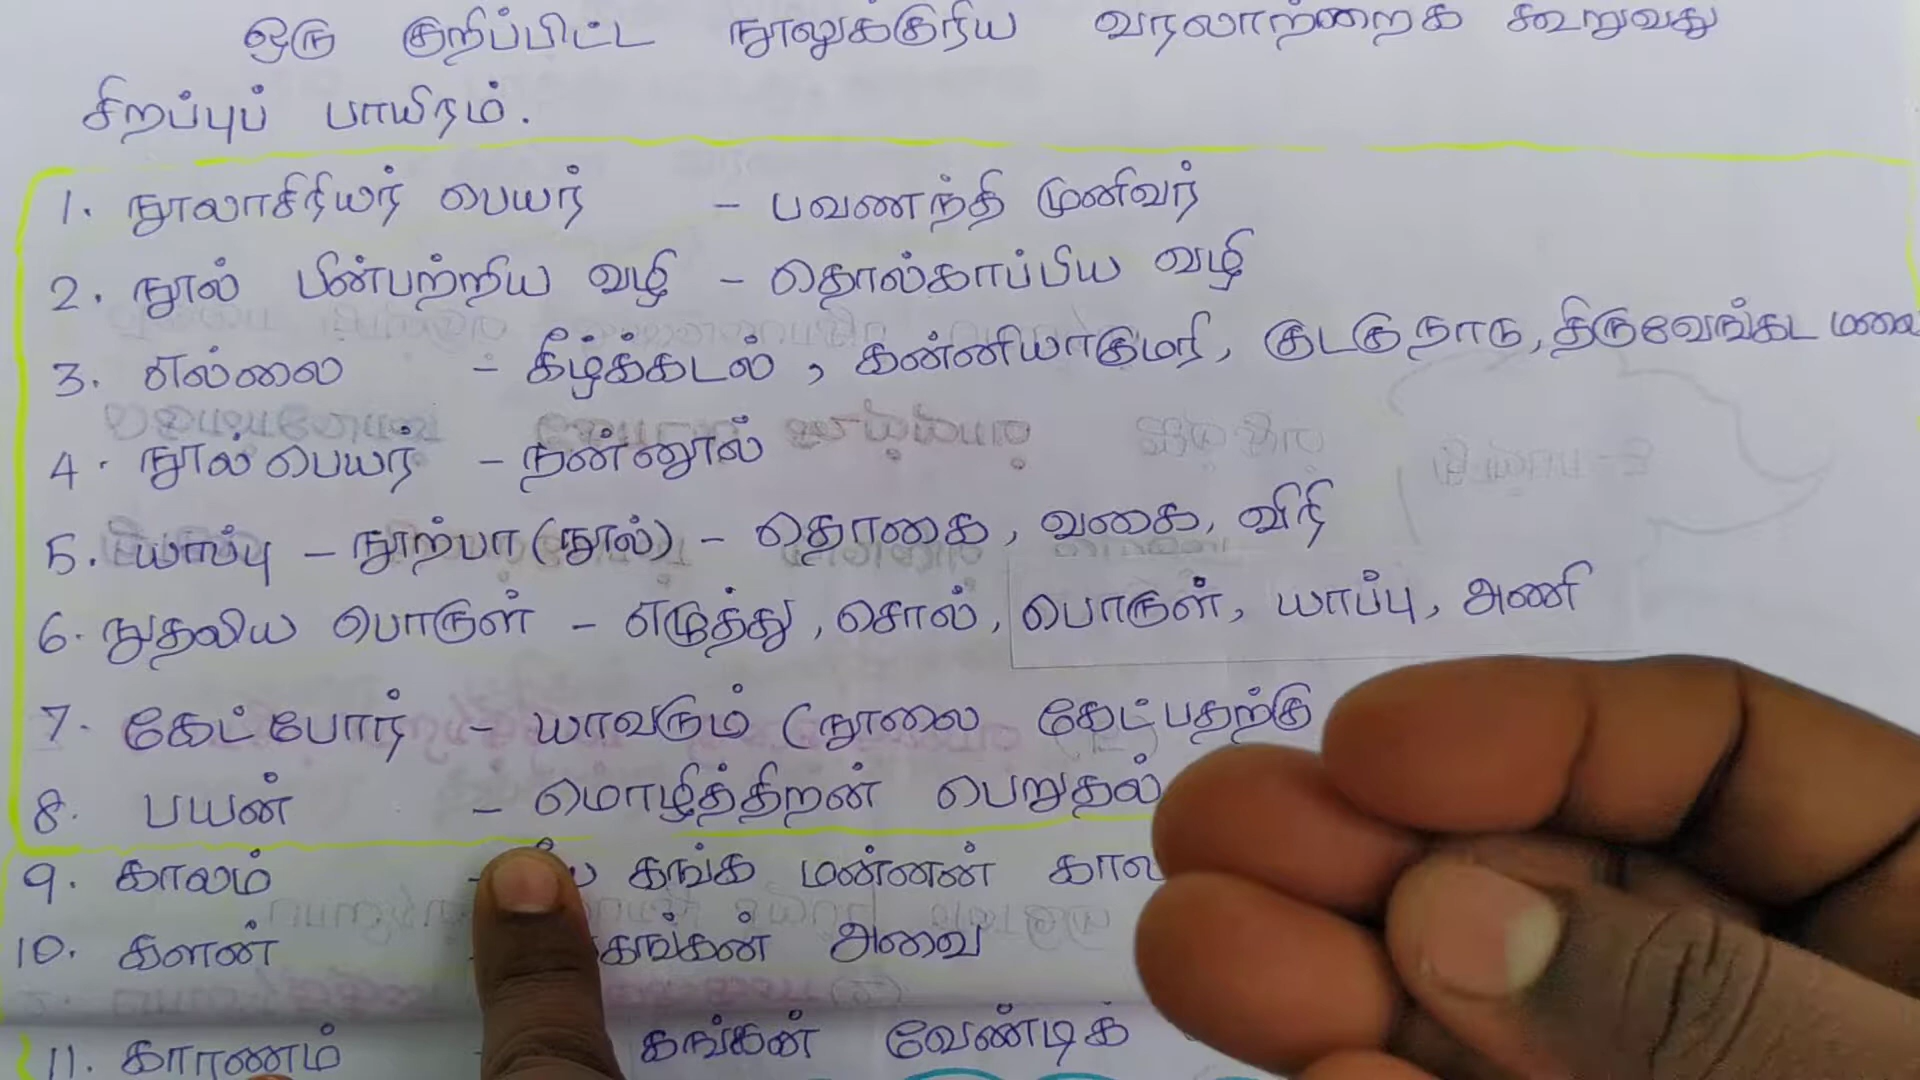 ஒரு குறிப்பிட்ட நூலுக்குரிய வரலாற்றைக் கூறுவது
சிறப்புப் பாயிரம்.
1. நூலாசிரியர் பெயர் - பவணந்தி முனிவர்
2. நூல் பின்பற்றிய வழி - தொல்காப்பிய வழி
3. எல்லை - கீழ்க்கடல், கன்னியாகுமரி, குடகு நாடு, திருவேங்கட மலை
4. நூல் பெயர் - நன்னூல்
5. யாப்பு - நூற்பா (நூல்) - தொகை, வகை, விரி
6. நுதலிய பொருள் - எழுத்து, சொல், பொருள், யாப்பு, அணி
7. கேட்போர் - யாவரும் (நூலை கேட்பதற்கு
8. பயன் - மொழித்திறன் பெறுதல்
9. காலம் - கங்க மன்னன்
10. களன் அவை
11. காரணம் - கங்கன் வேண்டிக்